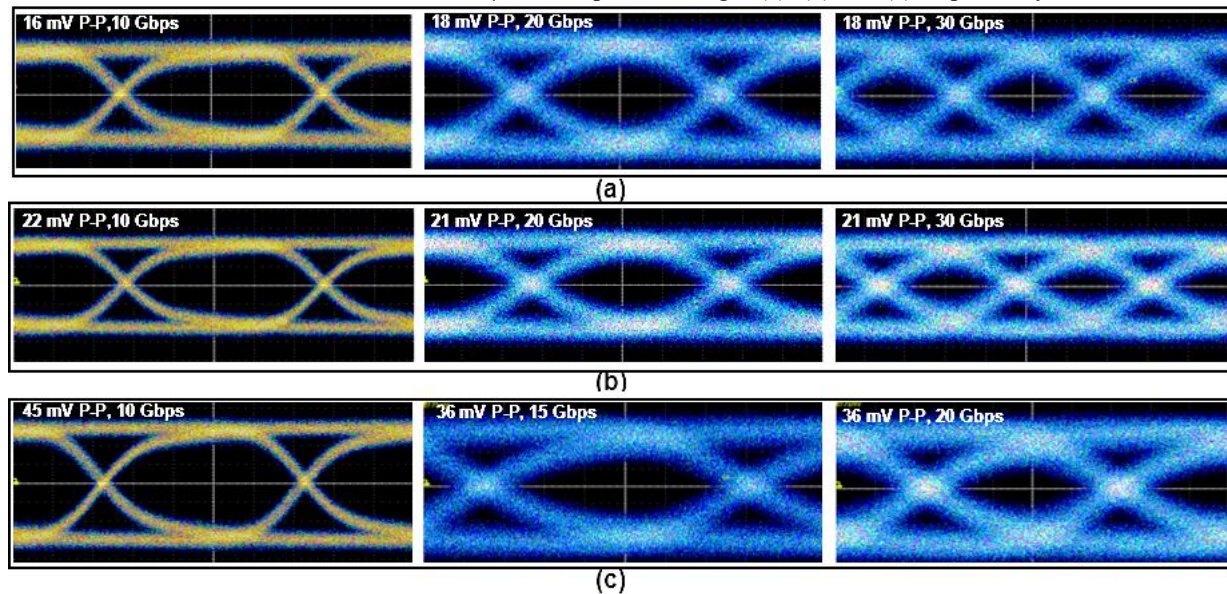 16 mV P-P,10 Gbps
18 mV P-P, 20 Gbps
18 mV P-P, 30 Gbps
(a)
22 mV P-P,10 Gbps
21 mV P-P, 20 Gbps
21 mV P-P, 30 Gbps
(b)
45 mV P-P, 10 Gbps
36 mV P-P, 15 Gbps
36 mV P-P, 20 Gbps
(c)